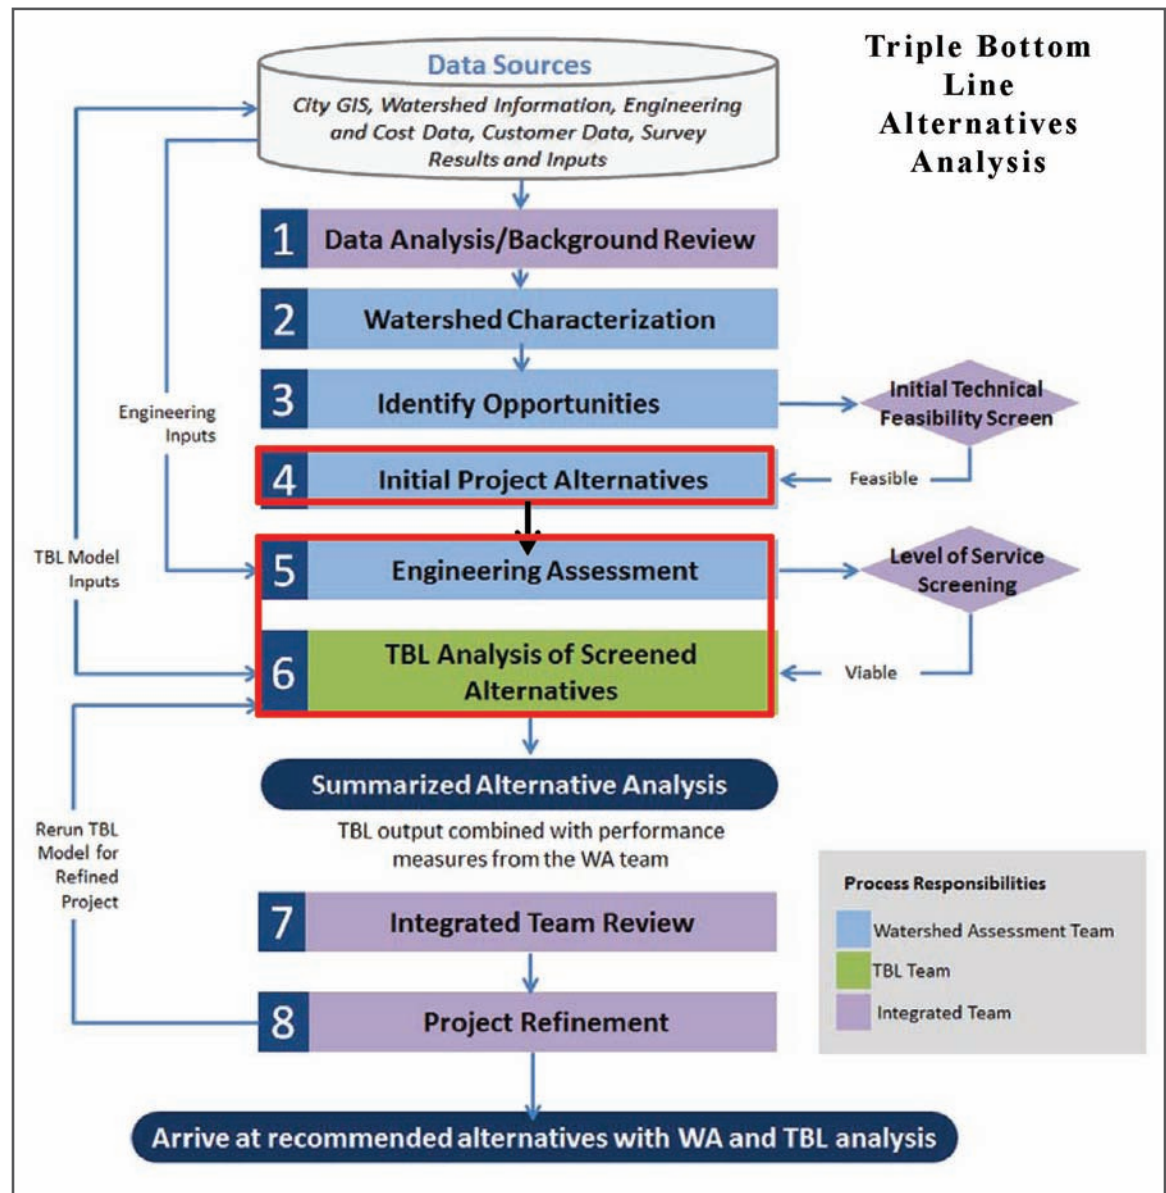 Triple Bottom
Line
Alternatives
Analysis
Data Sources
City GIS, Watershed Information, Engineering
and Cost Data, Customer Data, Survey
Results and Inputs
1 Data Analysis/Background Review
2 Watershed Characterization
3 Identify Opportunities
Initial Technical
Feasibility Screen
Engineering
Inputs
4 Initial Project Alternatives
Feasible
TBL Model
Inputs
5 Engineering Assessment
Level of Service
Screening
6 TBL Analysis of Screened
Alternatives
Viable
Summarized Alternative Analysis
TBL output combined with performance
measures from the WA team
Rerun TBL
Model for
Refined
Project
7 Integrated Team Review
8 Project Refinement
Process Responsibilities
Watershed Assessment Team
TBL Team
Integrated Team
Arrive at recommended alternatives with WA and TBL analysis